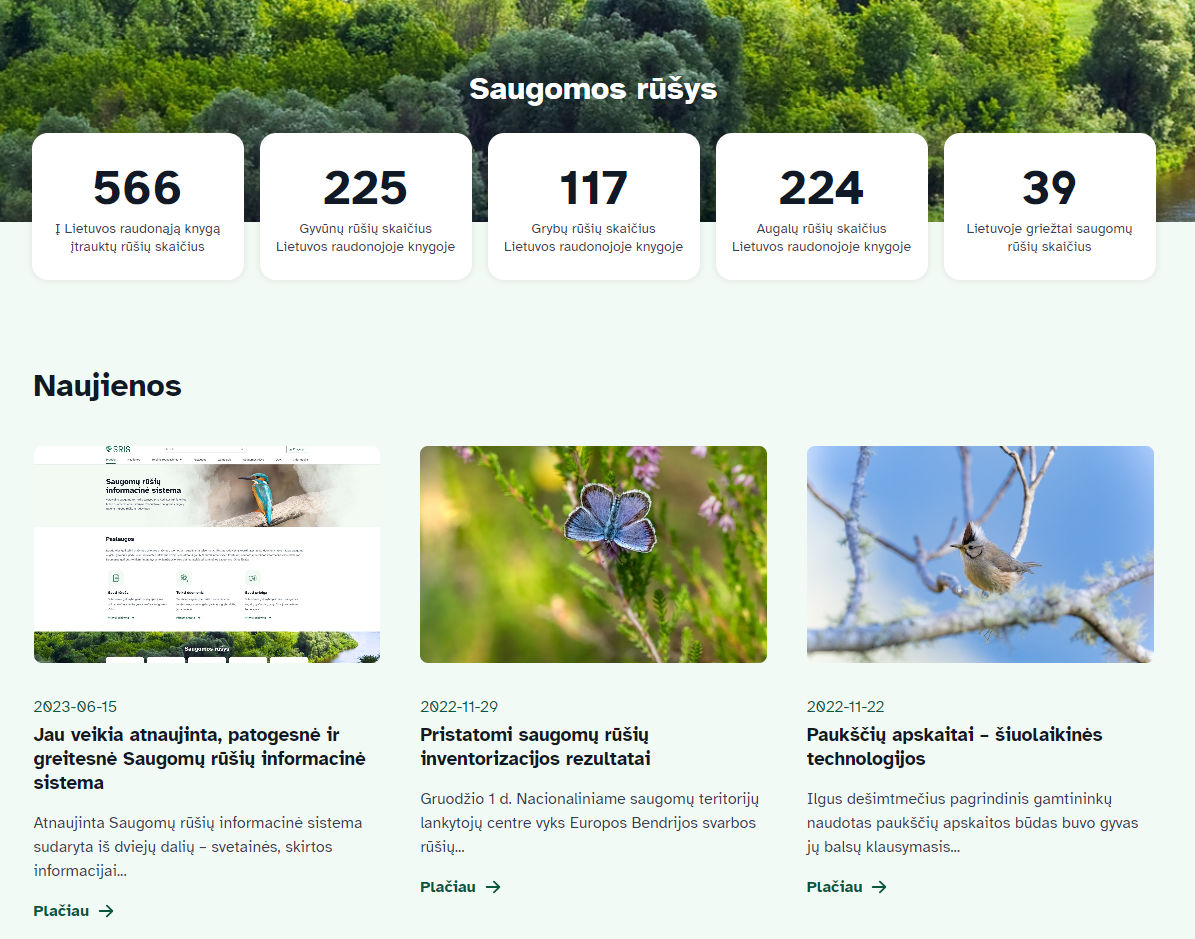 Saugomos rūšys
566
Į Lietuvos raudonąją knygą
įtrauktų rūšių skaičius
225
Gyvūnų rūšių skaičius
Lietuvos raudonojoje knygoje
117
Grybų rūšių skaičius
Lietuvos raudonojoje knygoje
224
Augalų rūšių skaičius
Lietuvos raudonojoje knygoje
39
Lietuvoje griežtai saugomų
rūšių skaičius
Naujienos
SRIS
Saugomų rūšių
informacinė sistema
Paslaugos
Saugomos rūšys
2023-06-15
Jau veikia atnaujinta, patogesnė ir
greitesnė Saugomų rūšių informacinė
sistema
Atnaujinta Saugomų rūšių informacinė sistema
sudaryta iš dviejų dalių – svetainės, skirtos
informacijai...
Plačiau
2022-11-29
Pristatomi saugomų rūšių
inventorizacijos rezultatai
Gruodžio 1 d. Nacionaliniame saugomų teritorijų
lankytojų centre vyks Europos Bendrijos svarbos
rūšių...
Plačiau
2022-11-22
Paukščių apskaitai – šiuolaikinės
technologijos
Ilgus dešimtmečius pagrindinis gamtininkų
naudotas paukščių apskaitos būdas buvo gyvas
jų balsų klausymasis...
Plačiau